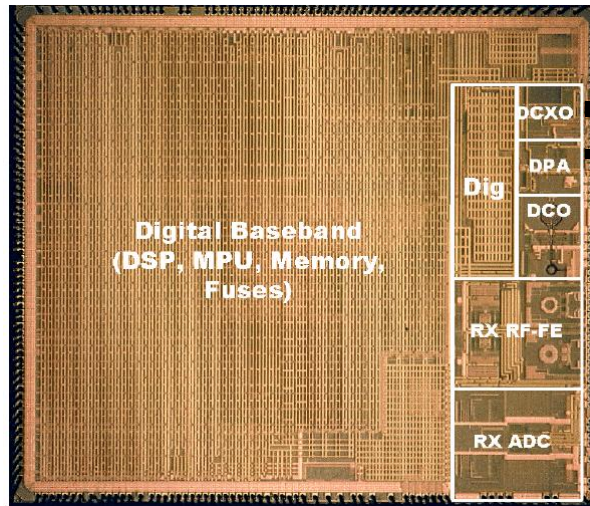 DCXO
DPA
Dig
DCO
Digital Baseband
(DSP, MPU, Memory,
Fuses)
RX RF-FE
RX ADC